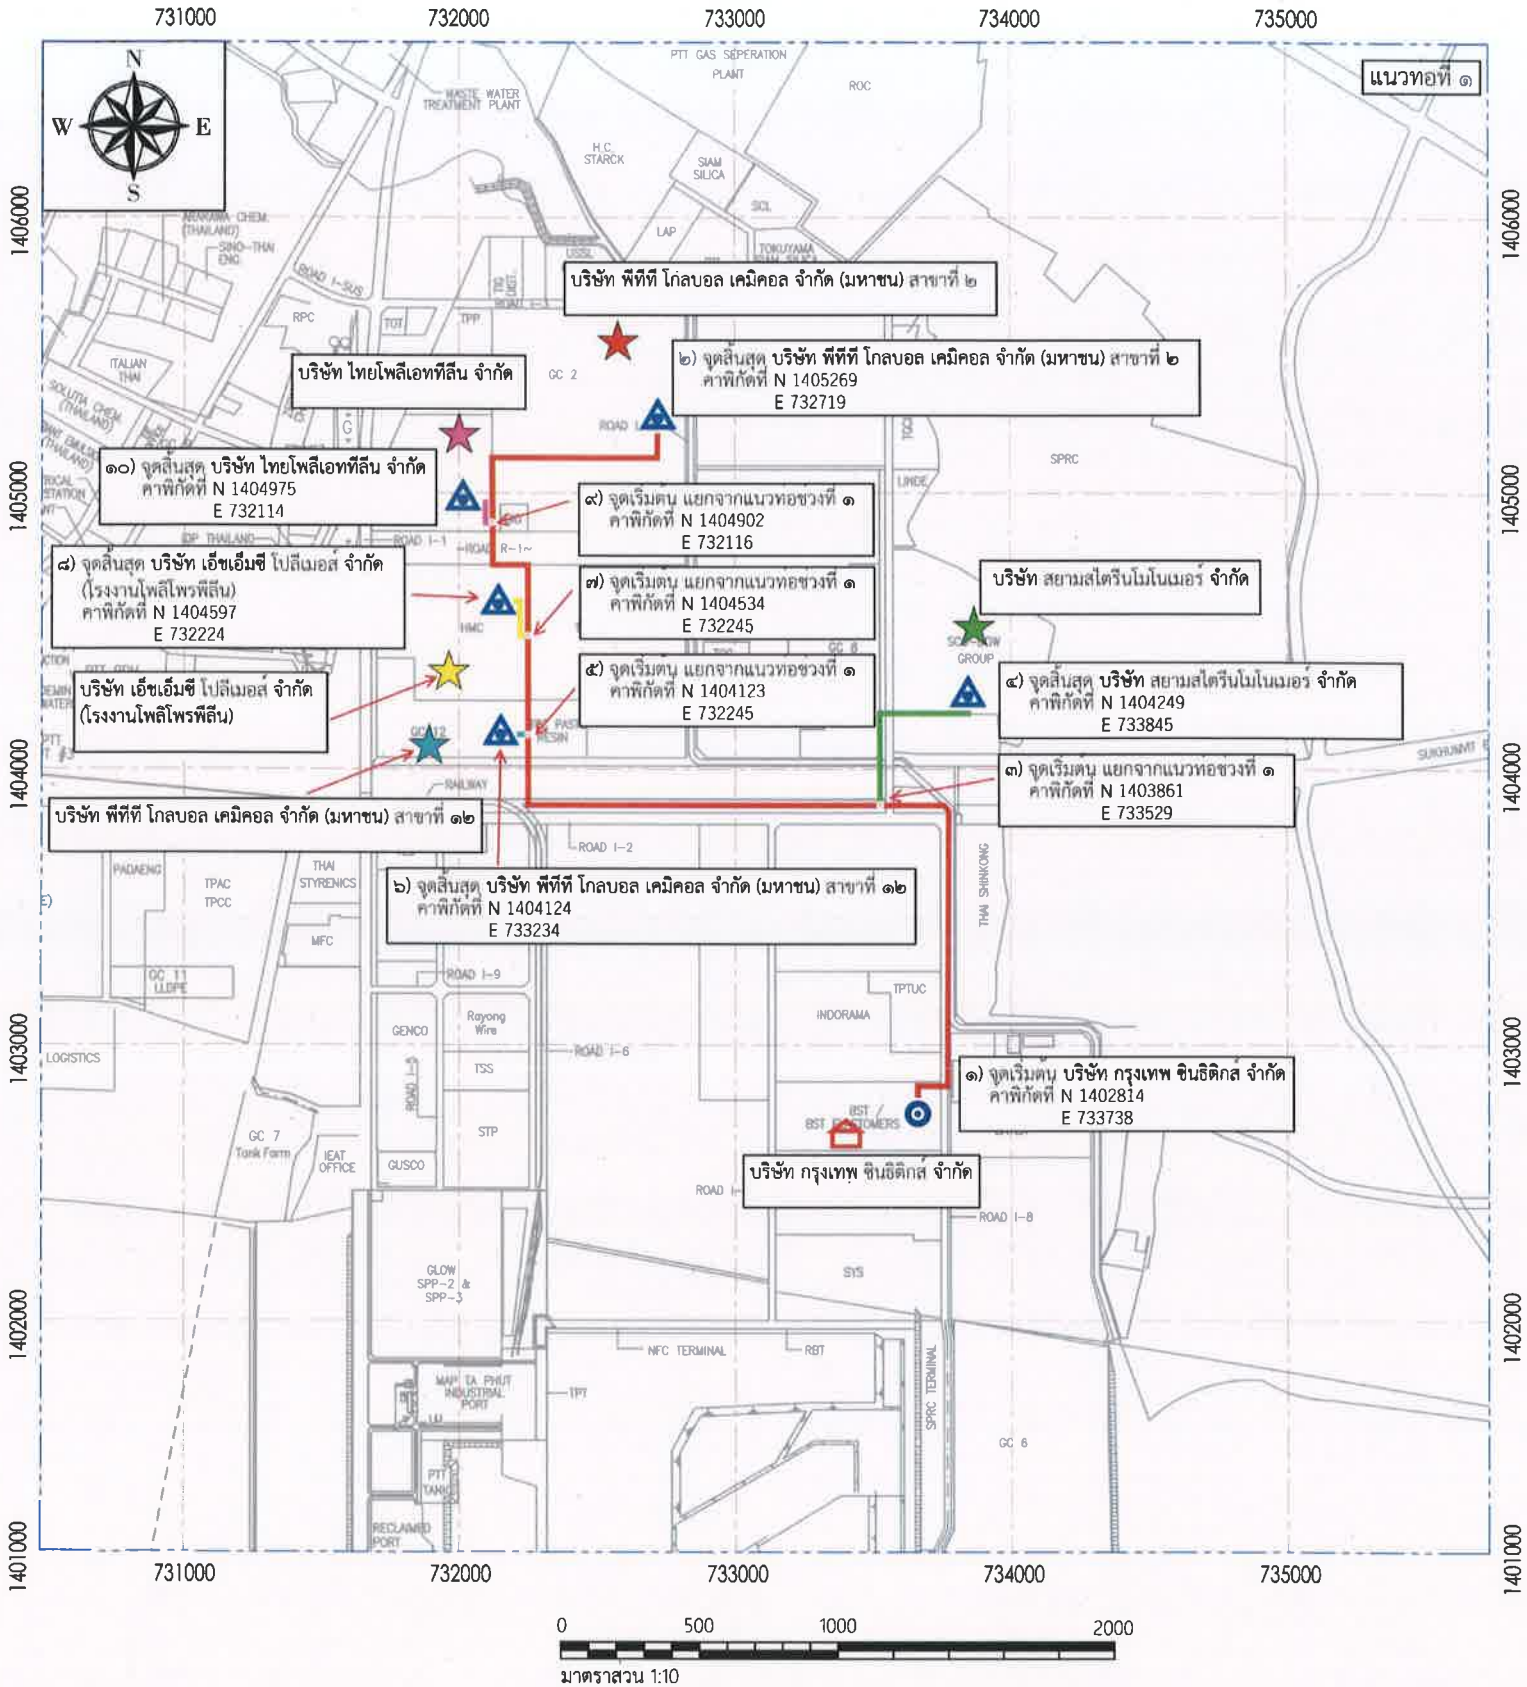 731000
732000
733000
734000
735000
แนวท่อที่ ๑
N
W
E
S
PTT GAS SEPERATION
PLANT
ROC
WASTE WATER
TREATMENT PLANT
H.C.
STARCK
SIAM
SILICA
SCL
LAP
1406000
1406000
ARAKAWA CHEM.
(THAILAND)
SINO-THAI
ENG.
TOKUYAMA
SIAM SILICA
USSL
ROAD I-SUS
TIG
DIST.
RPC
TOT
TPP
บริษัท พีทีที โกลบอล เคมิคอล จำกัด (มหาชน) สาขาที่ ๒
ITALIAN
THAI
GC 2
บริษัท ไทยโพลีเอททีลีน จำกัด
๒) จุดสิ้นสุด บริษัท พีทีที โกลบอล เคมิคอล จำกัด (มหาชน) สาขาที่ ๒
ค่าพิกัดที่ N 1405269
E 732719
SOLUTIA CHEM.
(THAILAND)
G
SPRC
LINDE
๑๐) จุดสิ้นสุด บริษัท ไทยโพลีเอททีลีน จำกัด
ค่าพิกัดที่ N 1404975
E 732114
1405000
1405000
๙) จุดเริ่มต้น แยกจากแนวท่อช่วงที่ ๑
ค่าพิกัดที่ N 1404902
E 732116
ROAD I-1
๘) จุดสิ้นสุด บริษัท เอ็ชเอ็มซี โปลีเมอส์ จำกัด
(โรงงานโพลิโพรพีลีน)
ค่าพิกัดที่ N 1404597
E 732224
๗) จุดเริ่มต้น แยกจากแนวท่อช่วงที่ ๑
ค่าพิกัดที่ N 1404534
E 732245
บริษัท สยามสไตรีนโมโนเมอร์ จำกัด
HMC
GROUP
๕) จุดเริ่มต้น แยกจากแนวท่อช่วงที่ ๑
ค่าพิกัดที่ N 1404123
E 732245
บริษัท เอ็ชเอ็มซี โปลีเมอส์ จำกัด
(โรงงานโพลิโพรพีลีน)
๔) จุดสิ้นสุด บริษัท สยามสไตรีนโมโนเมอร์ จำกัด
ค่าพิกัดที่ N 1404249
E 733845
RESIN
1404000
1404000
RAILWAY
๓) จุดเริ่มต้น แยกจากแนวท่อช่วงที่ ๑
ค่าพิกัดที่ N 1403861
E 733529
บริษัท พีทีที โกลบอล เคมิคอล จำกัด (มหาชน) สาขาที่ ๑๒
ROAD I-2
PADAENG
TPAC
TPCC
THAI
STYRENICS
THAI SHINKONG
๖) จุดสิ้นสุด บริษัท พีทีที โกลบอล เคมิคอล จำกัด (มหาชน) สาขาที่ ๑๒
ค่าพิกัดที่ N 1404124
E 733234
MFC
GC 11
LLDPE
ROAD I-9
TPTUC
INDORAMA
GENCO
Rayong
Wire
1403000
1403000
LOGISTICS
ROAD I-6
TSS
ROAD I-5
๑) จุดเริ่มต้น บริษัท กรุงเทพ ซินธิติกส์ จำกัด
ค่าพิกัดที่ N 1402814
E 733738
BST /
GC 7
Tank Farm
IEAT
OFFICE
STP
GUSCO
บริษัท กรุงเทพ ซินธิติกส์ จำกัด
ROAD I-8
GLOW
SPP-2 &
SPP-3
SYS
1402000
1402000
NFC TERMINAL
RBT
SPRC TERMINAL
MAP TA PHUT
INDUSTRIAL
PORT
TPT
GC 6
PTT
TANK
RECLAIMED
PORT
1401000
1401000
731000
732000
733000
734000
735000
0
500
1000
2000
มาตราส่วน 1:10